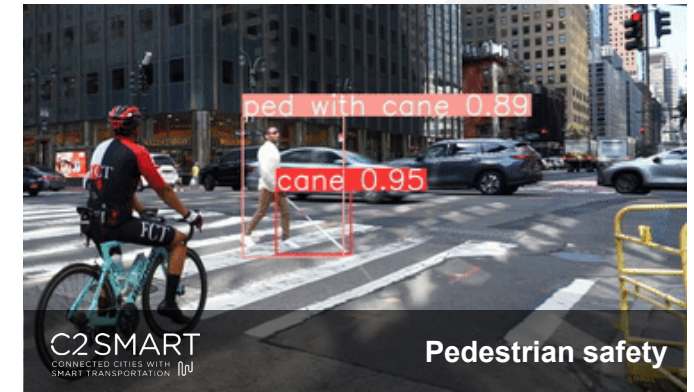 ped with cane 0.89
cane 0.95
FCT
FCT
C2SMART
CONNECTED CITIES WITH
SMART TRANSPORTATION
Pedestrian safety